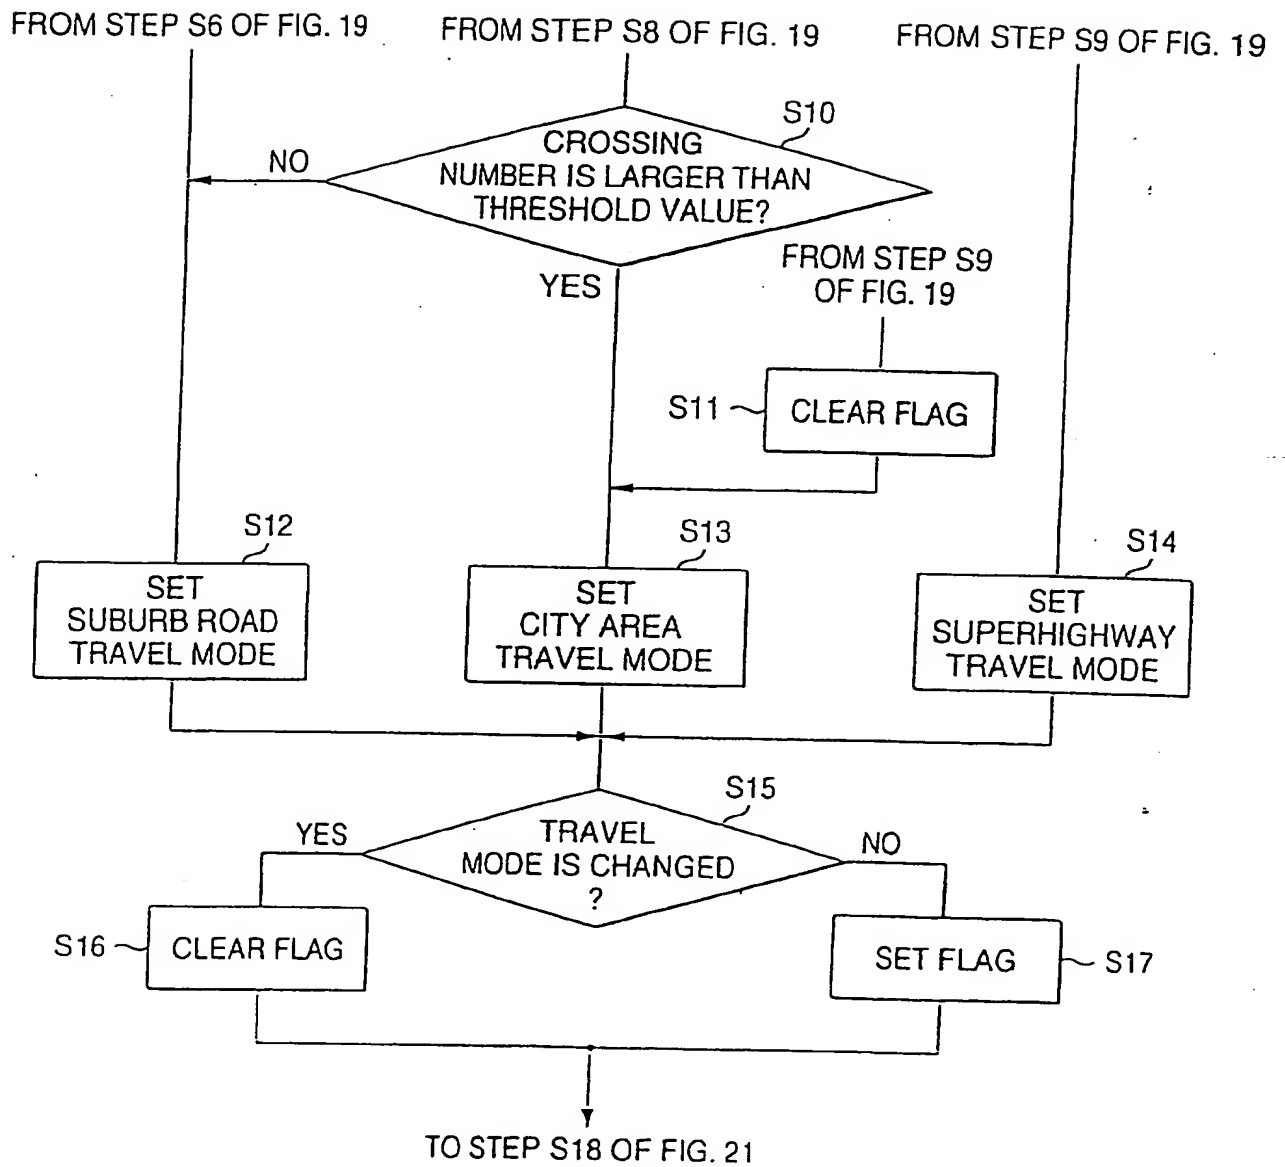 FROM STEP S6 OF FIG. 19
FROM STEP S8 OF FIG. 19
FROM STEP S9 OF FIG. 19
S10
CROSSING
NUMBER IS LARGER THAN
THRESHOLD VALUE?
NO
YES
FROM STEP S9
OF FIG. 19
S11
CLEAR FLAG
S12
SET
SUBURB ROAD
TRAVEL MODE
S13
SET
CITY AREA
TRAVEL MODE
S14
SET
SUPERHIGHWAY
TRAVEL MODE
S15
TRAVEL
MODE IS CHANGED
?
YES
NO
S16
CLEAR FLAG
SET FLAG
S17
TO STEP S18 OF FIG. 21